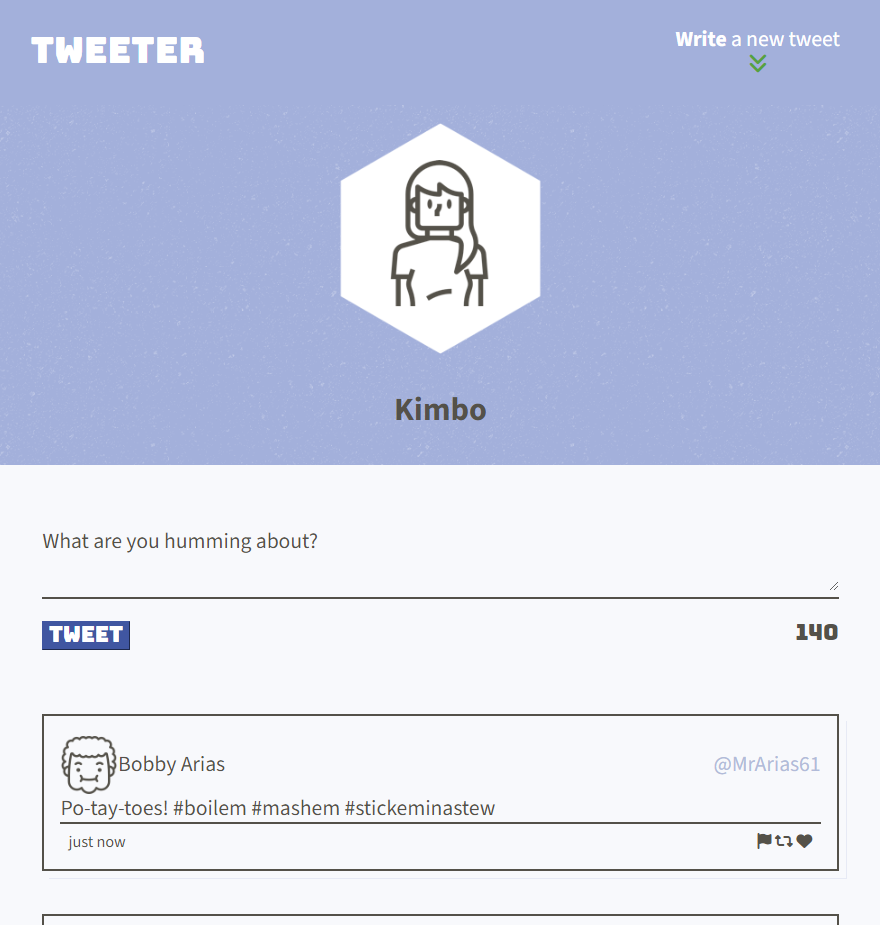 TWEETER
Write a new tweet
Kimbo
What are you humming about?
TWEET
140
Bobby Arias
@MrArias61
Po-tay-toes! #boilem #mashem #stickeminastew
just now